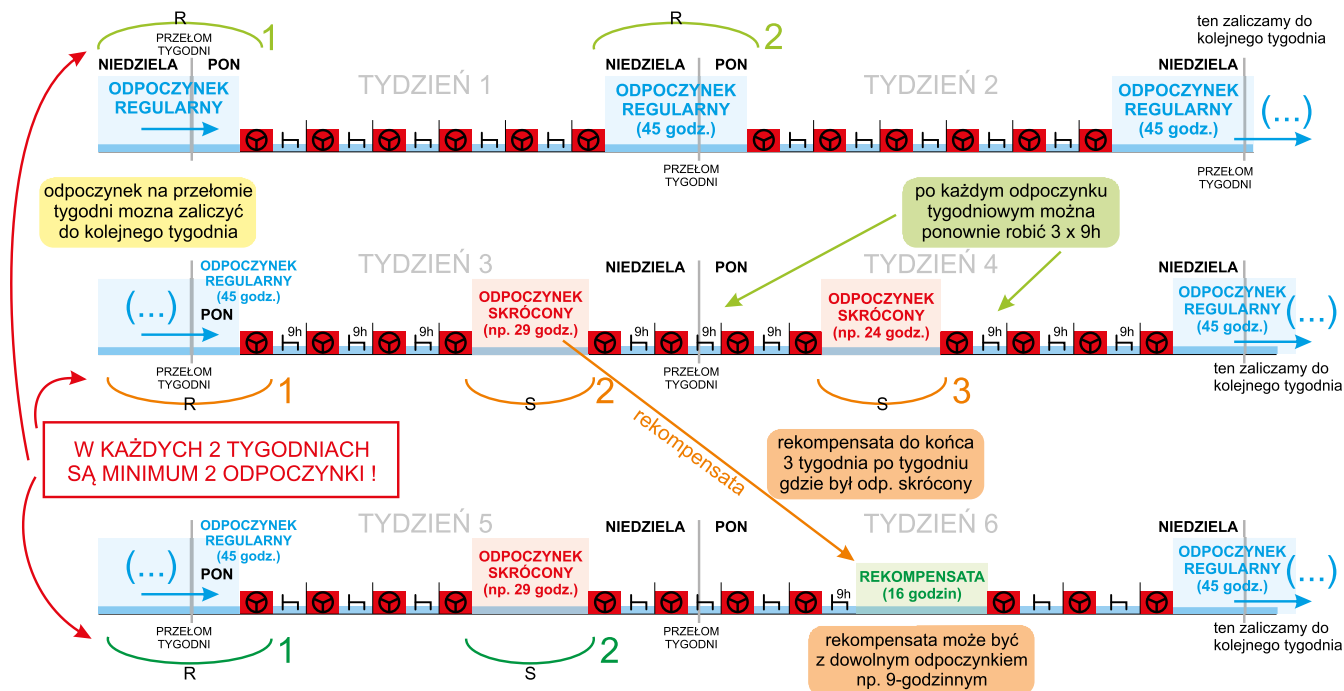 R
1
PRZEŁOM
TYGODNI
NIEDZIELA
PON
ODPOCZYNEK
REGULARNY
TYDZIEŃ 1
R
2
NIEDZIELA
PON
ODPOCZYNEK
REGULARNY
(45 godz.)
PRZEŁOM
TYGODNI
TYDZIEŃ 2
ten zaliczamy do
kolejnego tygodnia
NIEDZIELA
ODPOCZYNEK
REGULARNY
(45 godz.)
(...)
PRZEŁOM
TYGODNI
odpoczynek na przełomie
tygodni mozna zaliczyć
do kolejnego tygodnia
po każdym odpoczynku
tygodniowym można
ponownie robić 3 x 9h
ODPOCZYNEK
REGULARNY
(45 godz.)
(...)
PON
PRZEŁOM
TYGODNI
R
1
TYDZIEŃ 3
9h
9h
9h
ODPOCZYNEK
SKRÓCONY
(np. 29 godz.)
S
2
NIEDZIELA
PON
9h
9h
9h
PRZEŁOM
TYGODNI
TYDZIEŃ 4
ODPOCZYNEK
SKRÓCONY
(np. 24 godz.)
S
3
9h
9h
9h
NIEDZIELA
ODPOCZYNEK
REGULARNY
(45 godz.)
(...)
ten zaliczamy do
kolejnego tygodnia
W KAŻDYCH 2 TYGODNIACH
SĄ MINIMUM 2 ODPOCZYNKI !
rekompensata
rekompensata do końca
3 tygodnia po tygodniu
gdzie był odp. skrócony
ODPOCZYNEK
REGULARNY
(45 godz.)
(...)
PON
PRZEŁOM
TYGODNI
R
1
TYDZIEŃ 5
ODPOCZYNEK
SKRÓCONY
(np. 29 godz.)
S
2
NIEDZIELA
PON
PRZEŁOM
TYGODNI
TYDZIEŃ 6
9h
REKOMPENSATA
(16 godzin)
NIEDZIELA
ODPOCZYNEK
REGULARNY
(45 godz.)
(...)
ten zaliczamy do
kolejnego tygodnia
rekompensata może być
z dowolnym odpoczynkiem
np. 9-godzinnym